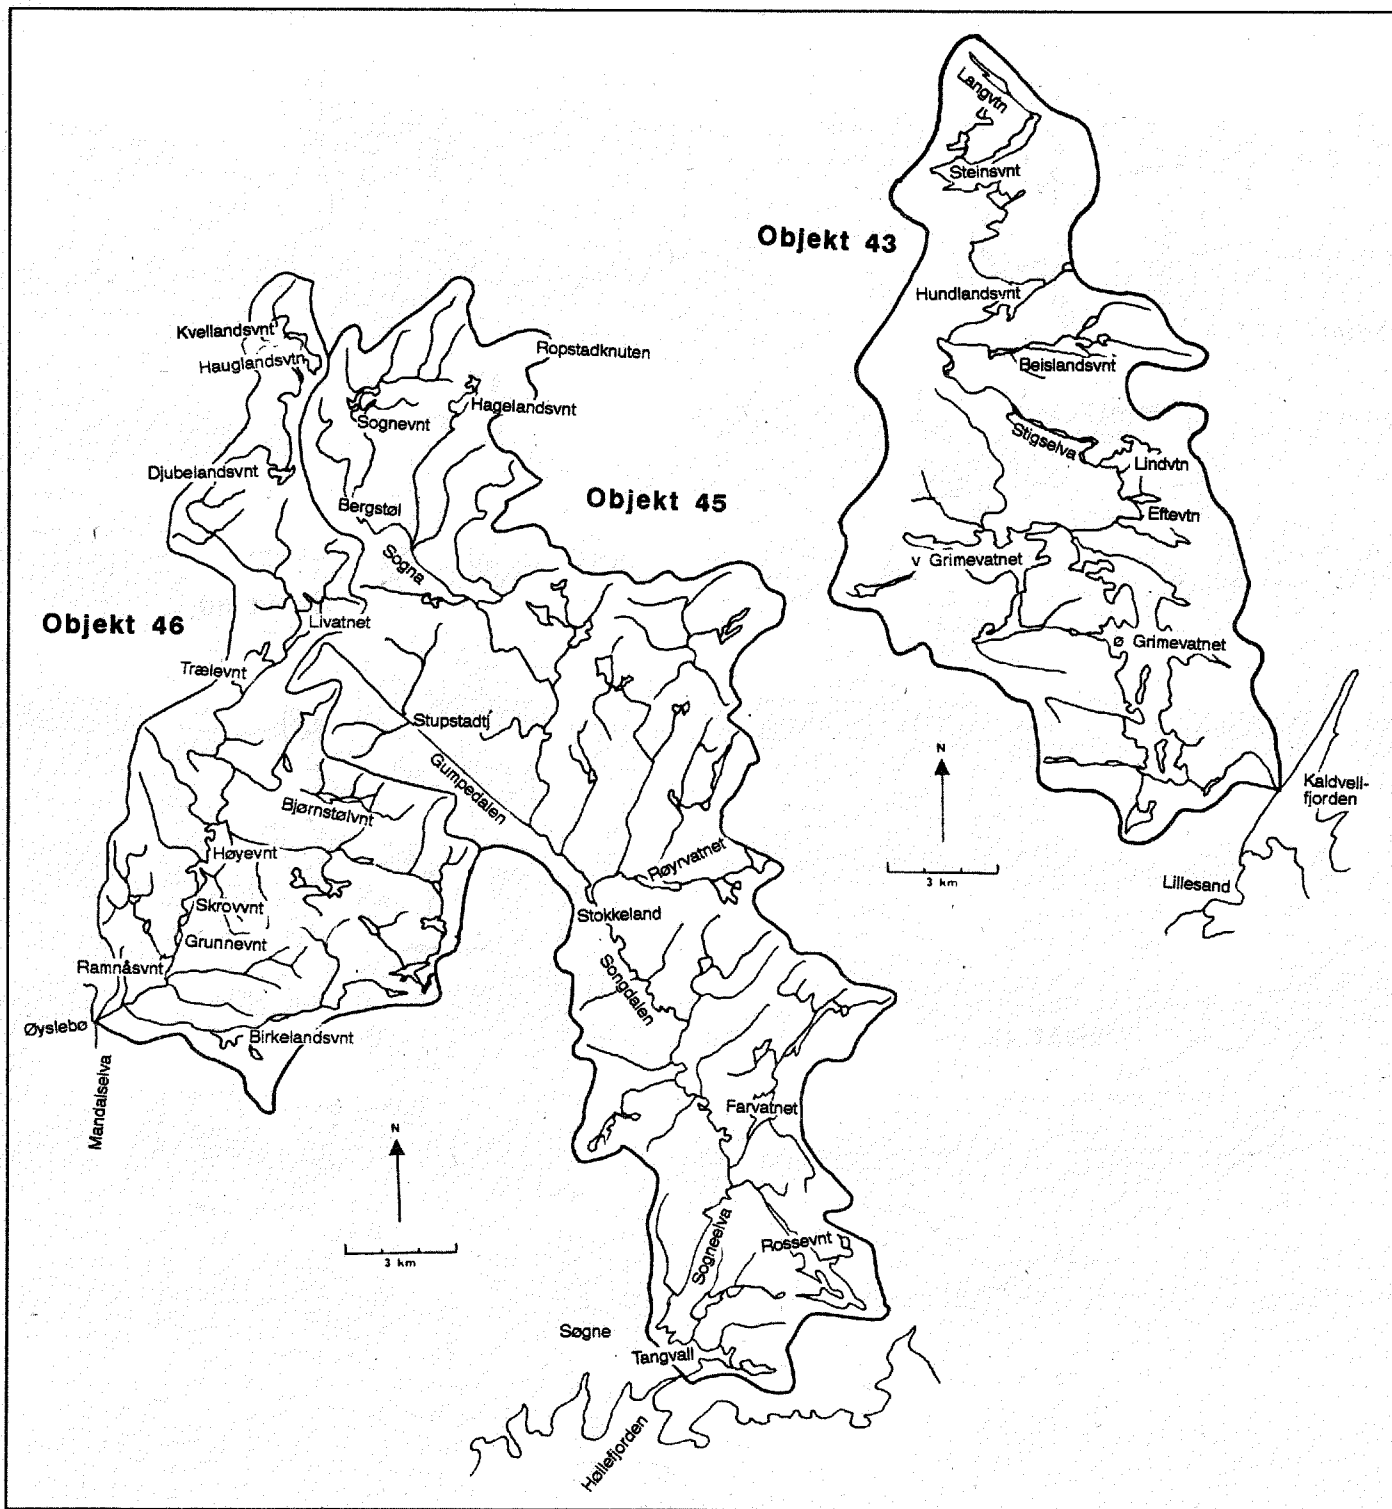 Langvtn
Steinsvnt
Objekt 43
Hundlandsvnt
Kvellandsvnt
Hauglandsvtn
Ropstadknuten
Beislandsvnt
Hagelandsvnt
Sognevnt
Stigselva
Lindvtn
Djubelandsvnt
Bergstøl
Objekt 45
Eftevtn
Sogna
v Grimevatnet
Objekt 46
Livatnet
ø Grimevatnet
Trælevnt
Stupstadtj
N
Gumpedalen
Kaldvell-
fjorden
Bjørnstølvnt
Høyevnt
Røyrvatnet
3 km
Lillesand
Skrovvnt
Stokkeland
Grunnevnt
Ramnåsvnt
Songdalen
Øyslebø
Birkelandsvnt
Mandalselva
Farvatnet
N
Sogneelva
Rossevnt
3 km
Søgne
Tangvall
Høllefjorden